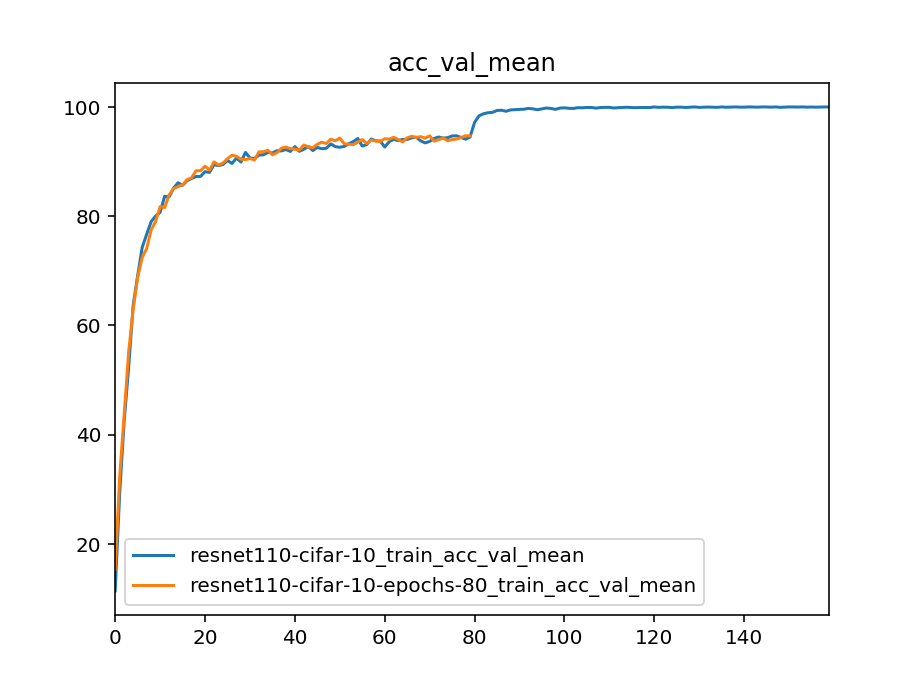 acc_val_mean
100
80
60
40
20
resnet110-cifar-10_train_acc_val_mean
resnet110-cifar-10-epochs-80_train_acc_val_mean
0 20 40 60 80 100 120 140